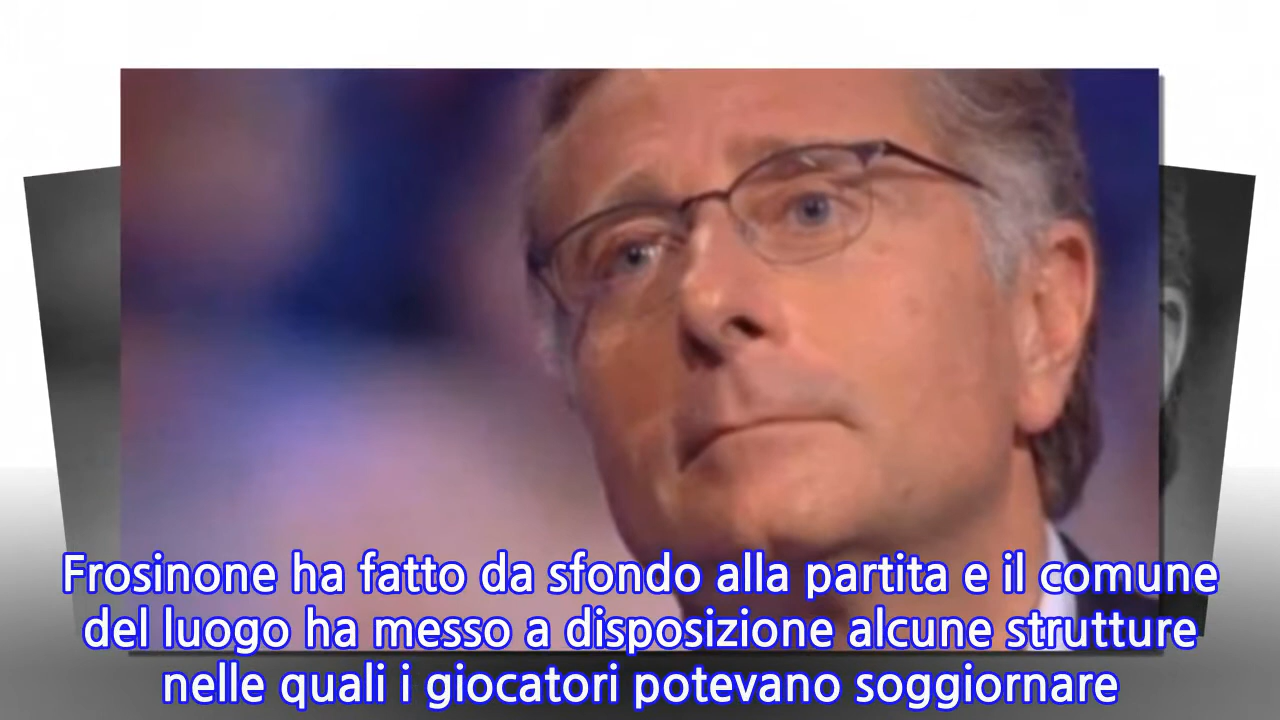 Frosinone ha fatto da sfondo alla partita e il comune
del luogo ha messo a disposizione alcune strutture
nelle quali i giocatori potevano soggiornare